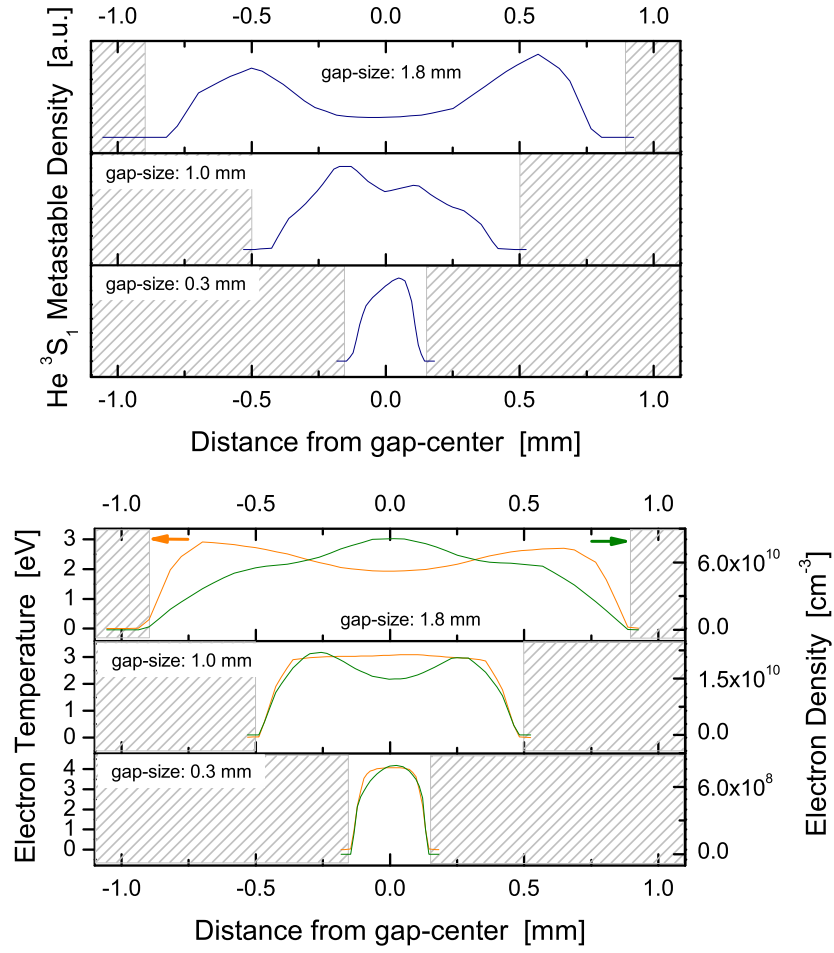 -1.0 -0.5 0.0 0.5 1.0
He ³S₁ Metastable Density [a.u.]
gap-size: 1.8 mm
gap-size: 1.0 mm
gap-size: 0.3 mm
-1.0 -0.5 0.0 0.5 1.0
Distance from gap-center [mm]
-1.0 -0.5 0.0 0.5 1.0
Electron Temperature [eV]
Electron Density [cm⁻³]
3
6.0x10¹⁰
2
1
gap-size: 1.8 mm
0 0.0
3 gap-size: 1.0 mm
2 1.5x10¹⁰
1
0 0.0
4 gap-size: 0.3 mm
3 6.0x10⁸
2
1
0 0.0
-1.0 -0.5 0.0 0.5 1.0
Distance from gap-center [mm]